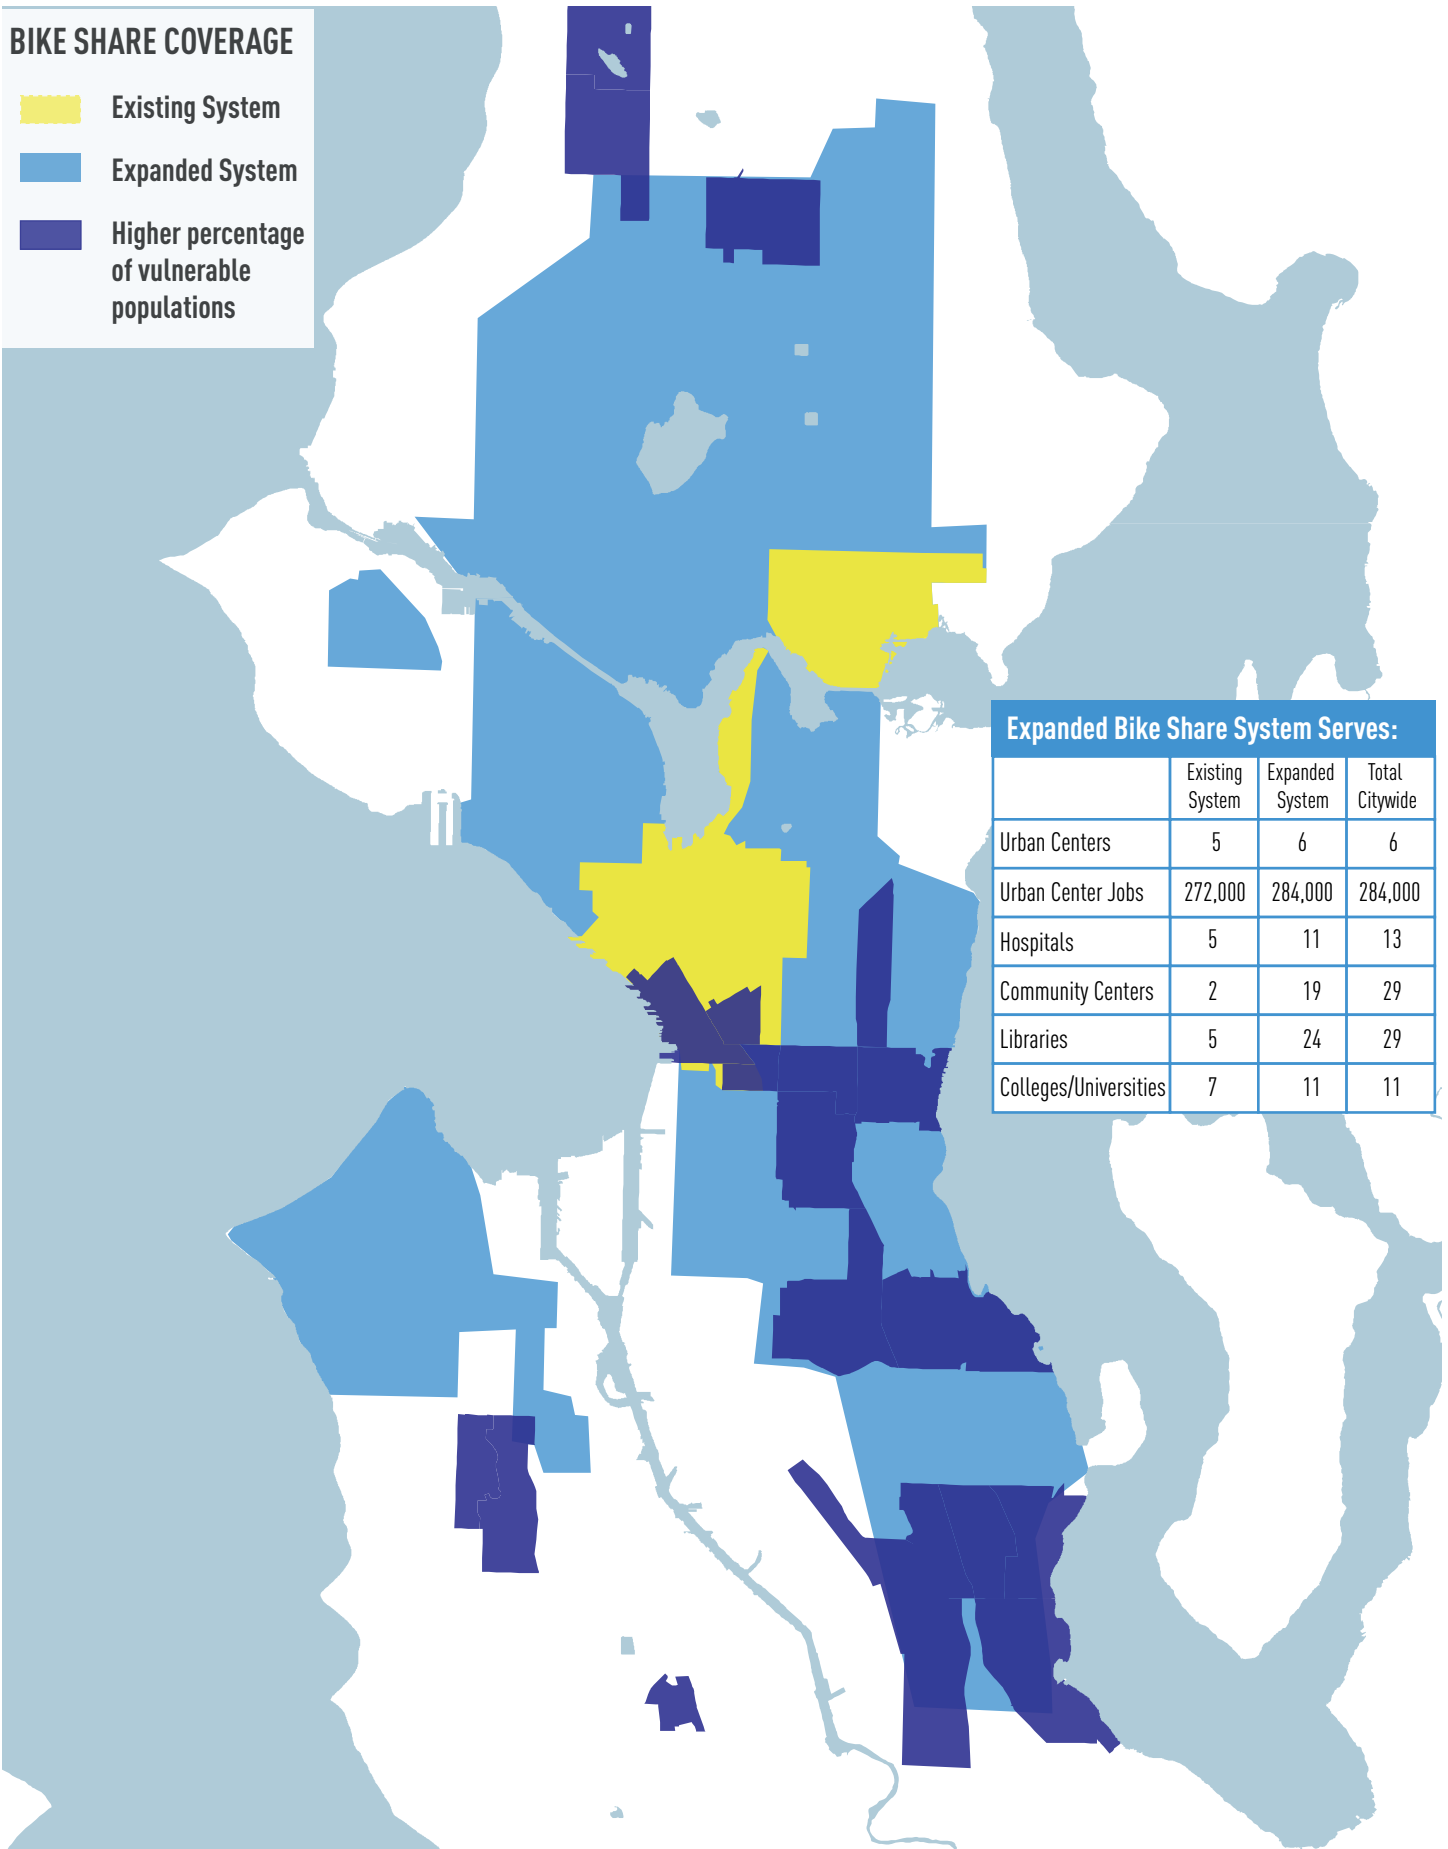 BIKE SHARE COVERAGE
Existing System
Expanded System
Higher percentage
of vulnerable
populations
Expanded Bike Share System Serves:
Existing System Expanded System Total Citywide
Urban Centers 5 6 6
Urban Center Jobs 272,000 284,000 284,000
Hospitals 5 11 13
Community Centers 2 19 29
Libraries 5 24 29
Colleges/Universities 7 11 11